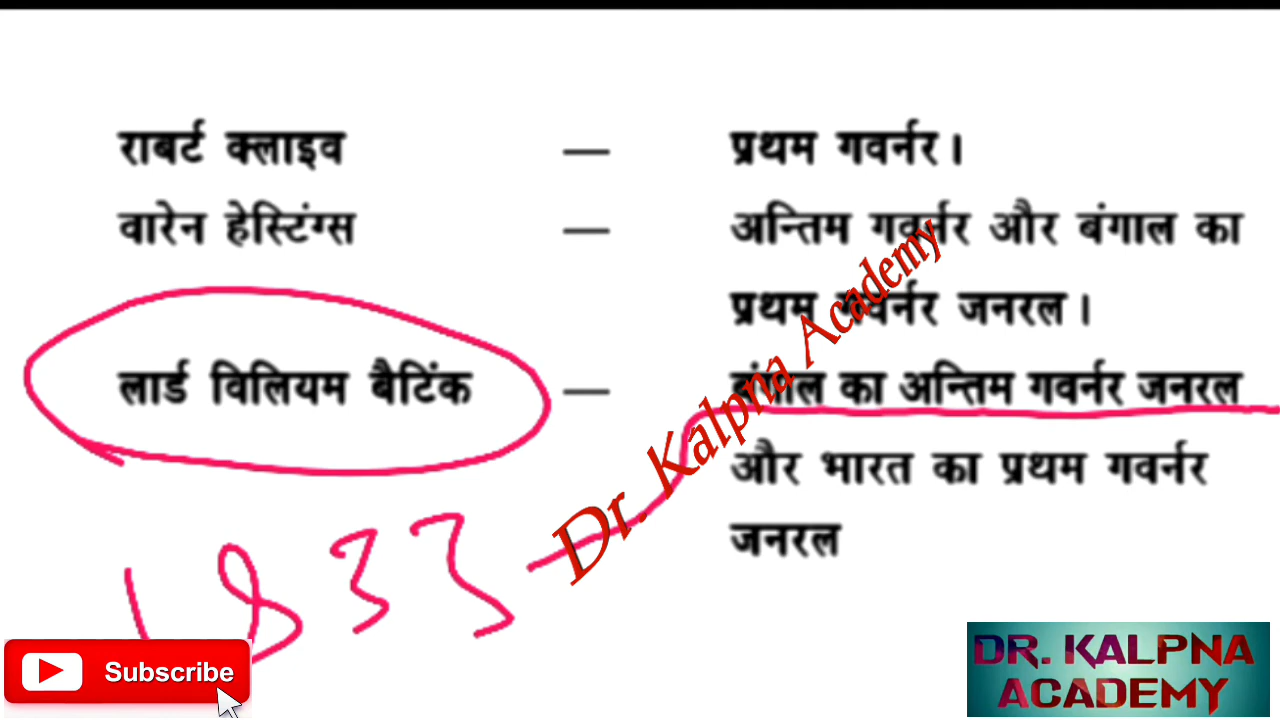 राबर्ट क्लाइव — प्रथम गवर्नर।
वारेन हेस्टिंग्स — अन्तिम गवर्नर और बंगाल का
प्रथम गवर्नर जनरल।
लार्ड विलियम बैटिंक — बंगाल का अन्तिम गवर्नर जनरल
और भारत का प्रथम गवर्नर
जनरल
1833
Dr. Kalpna Academy
Subscribe
DR. KALPNA
ACADEMY